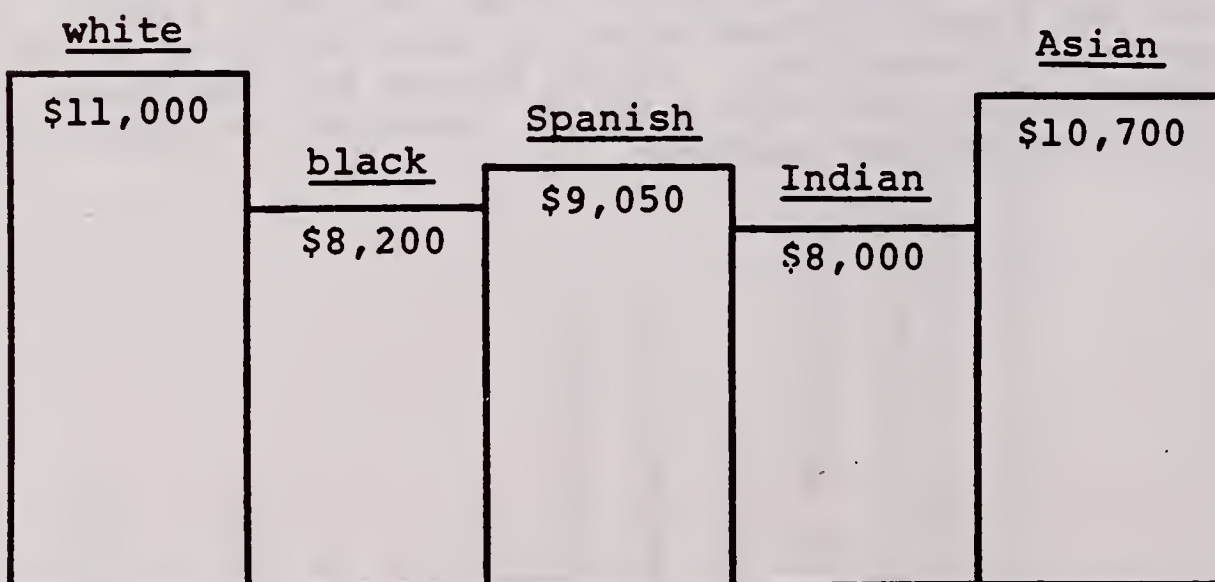 white
$11,000
black
$8,200
Spanish
$9,050
Indian
$8,000
Asian
$10,700